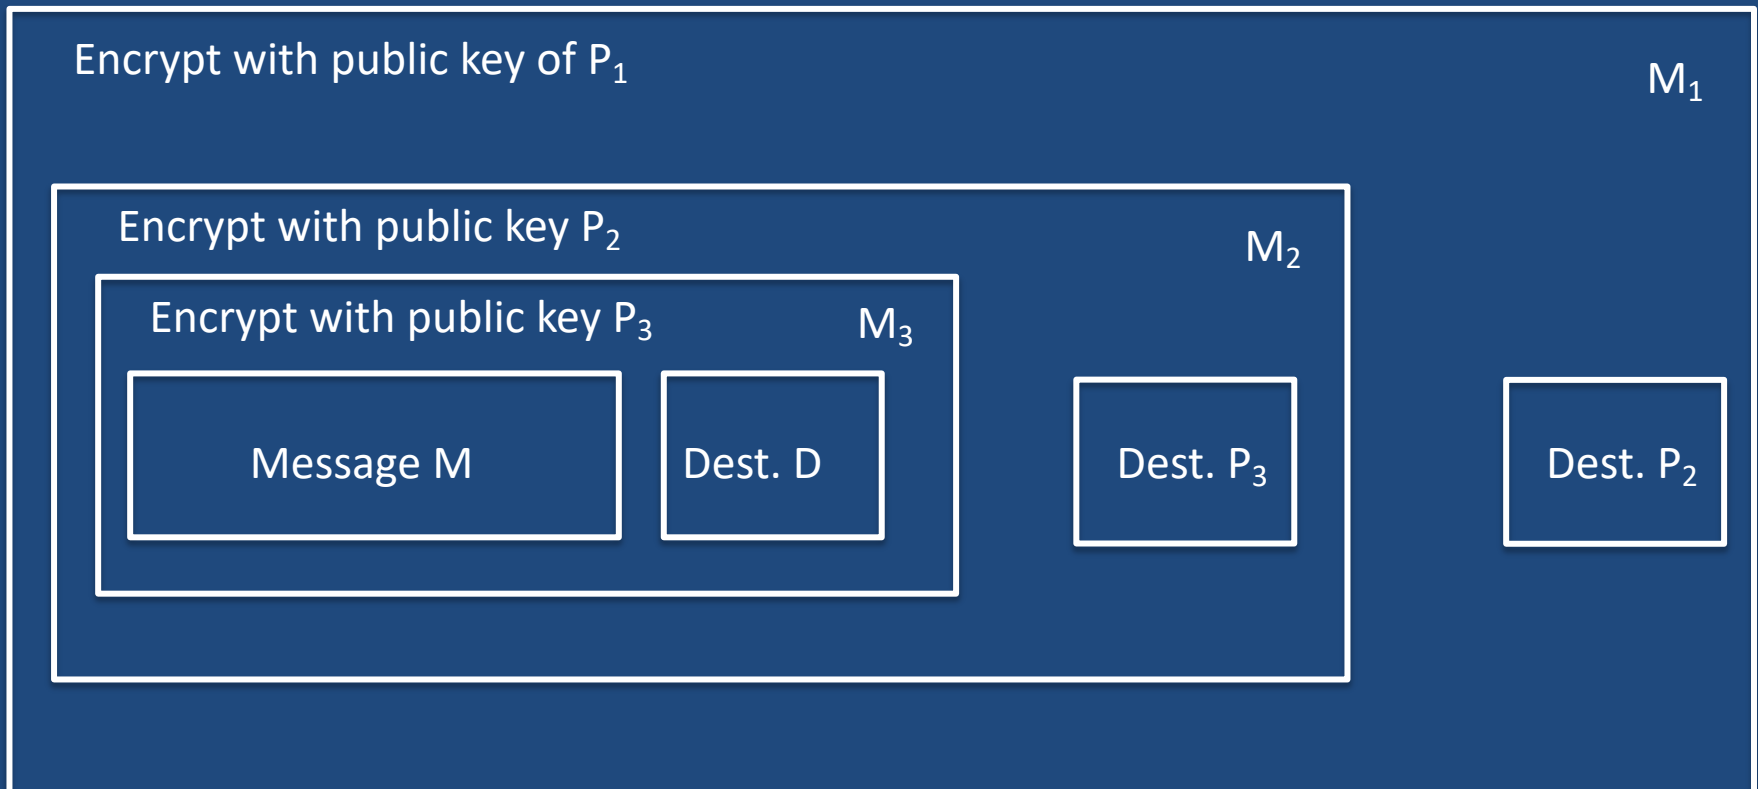 Encrypt with public key of P₁
M₁
Encrypt with public key P₂
M₂
Encrypt with public key P₃
M₃
Message M
Dest. D
Dest. P₃
Dest. P₂